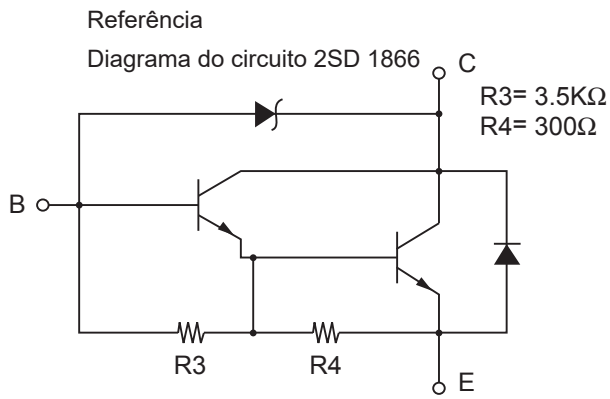 Referência
Diagrama do circuito 2SD 1866
C
R3= 3.5KΩ
R4= 300Ω
B
R3
R4
E